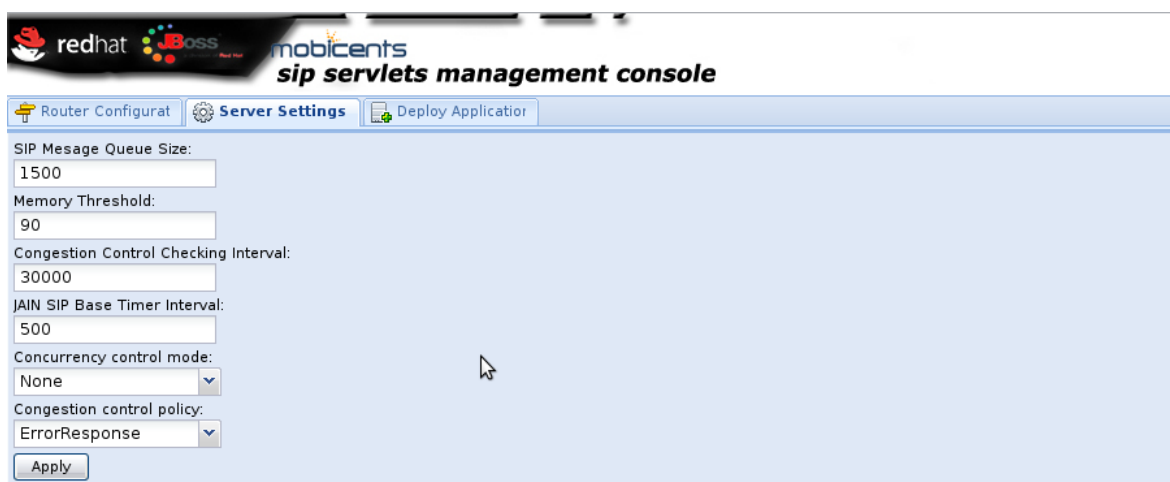 redhat JBoss
mobicents
sip servlets management console
Router Configurat Server Settings Deploy Application
SIP Mesage Queue Size:
1500
Memory Threshold:
90
Congestion Control Checking Interval:
30000
JAIN SIP Base Timer Interval:
500
Concurrency control mode:
None
Congestion control policy:
ErrorResponse
Apply